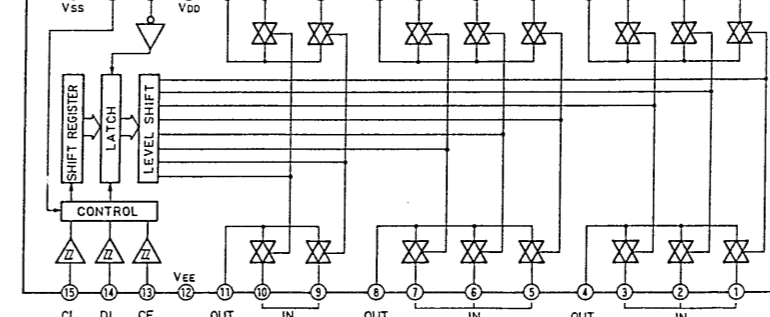 VSS VDD
SHIFT REGISTER
LATCH
LEVEL SHIFT
CONTROL
VEE
15 14 13 12 11 10 9 8 7 6 5 4 3 2 1
CL DI CE OUT IN OUT IN OUT IN